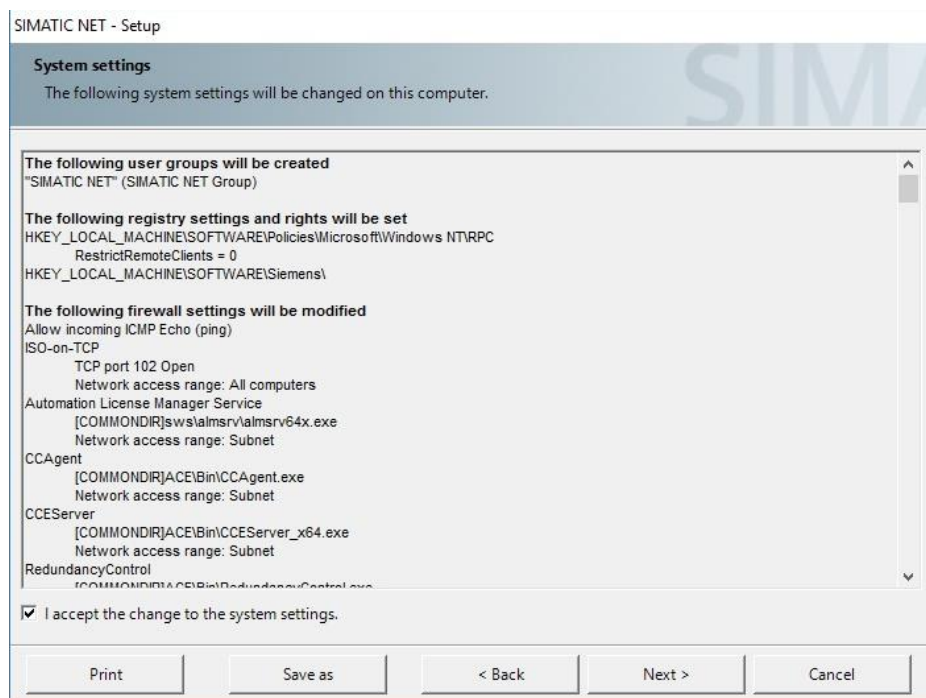 SIMATIC NET - Setup
System settings
The following system settings will be changed on this computer.
SIM
The following user groups will be created
"SIMATIC NET" (SIMATIC NET Group)
The following registry settings and rights will be set
HKEY_LOCAL_MACHINE\SOFTWARE\Policies\Microsoft\Windows NT\RPC
RestrictRemoteClients = 0
HKEY_LOCAL_MACHINE\SOFTWARE\Siemens\
The following firewall settings will be modified
Allow incoming ICMP Echo (ping)
ISO-on-TCP
TCP port 102 Open
Network access range: All computers
Automation License Manager Service
[COMMONDIR]sws\almsrv\almsrv64x.exe
Network access range: Subnet
CCAgent
[COMMONDIR]ACE\Bin\CCAgent.exe
Network access range: Subnet
CCEServer
[COMMONDIR]ACE\Bin\CCEServer_x64.exe
Network access range: Subnet
RedundancyControl
[COMMONDIR]ACE\Bin\RedundancyControl.exe
I accept the change to the system settings.
Print
Save as
< Back
Next >
Cancel